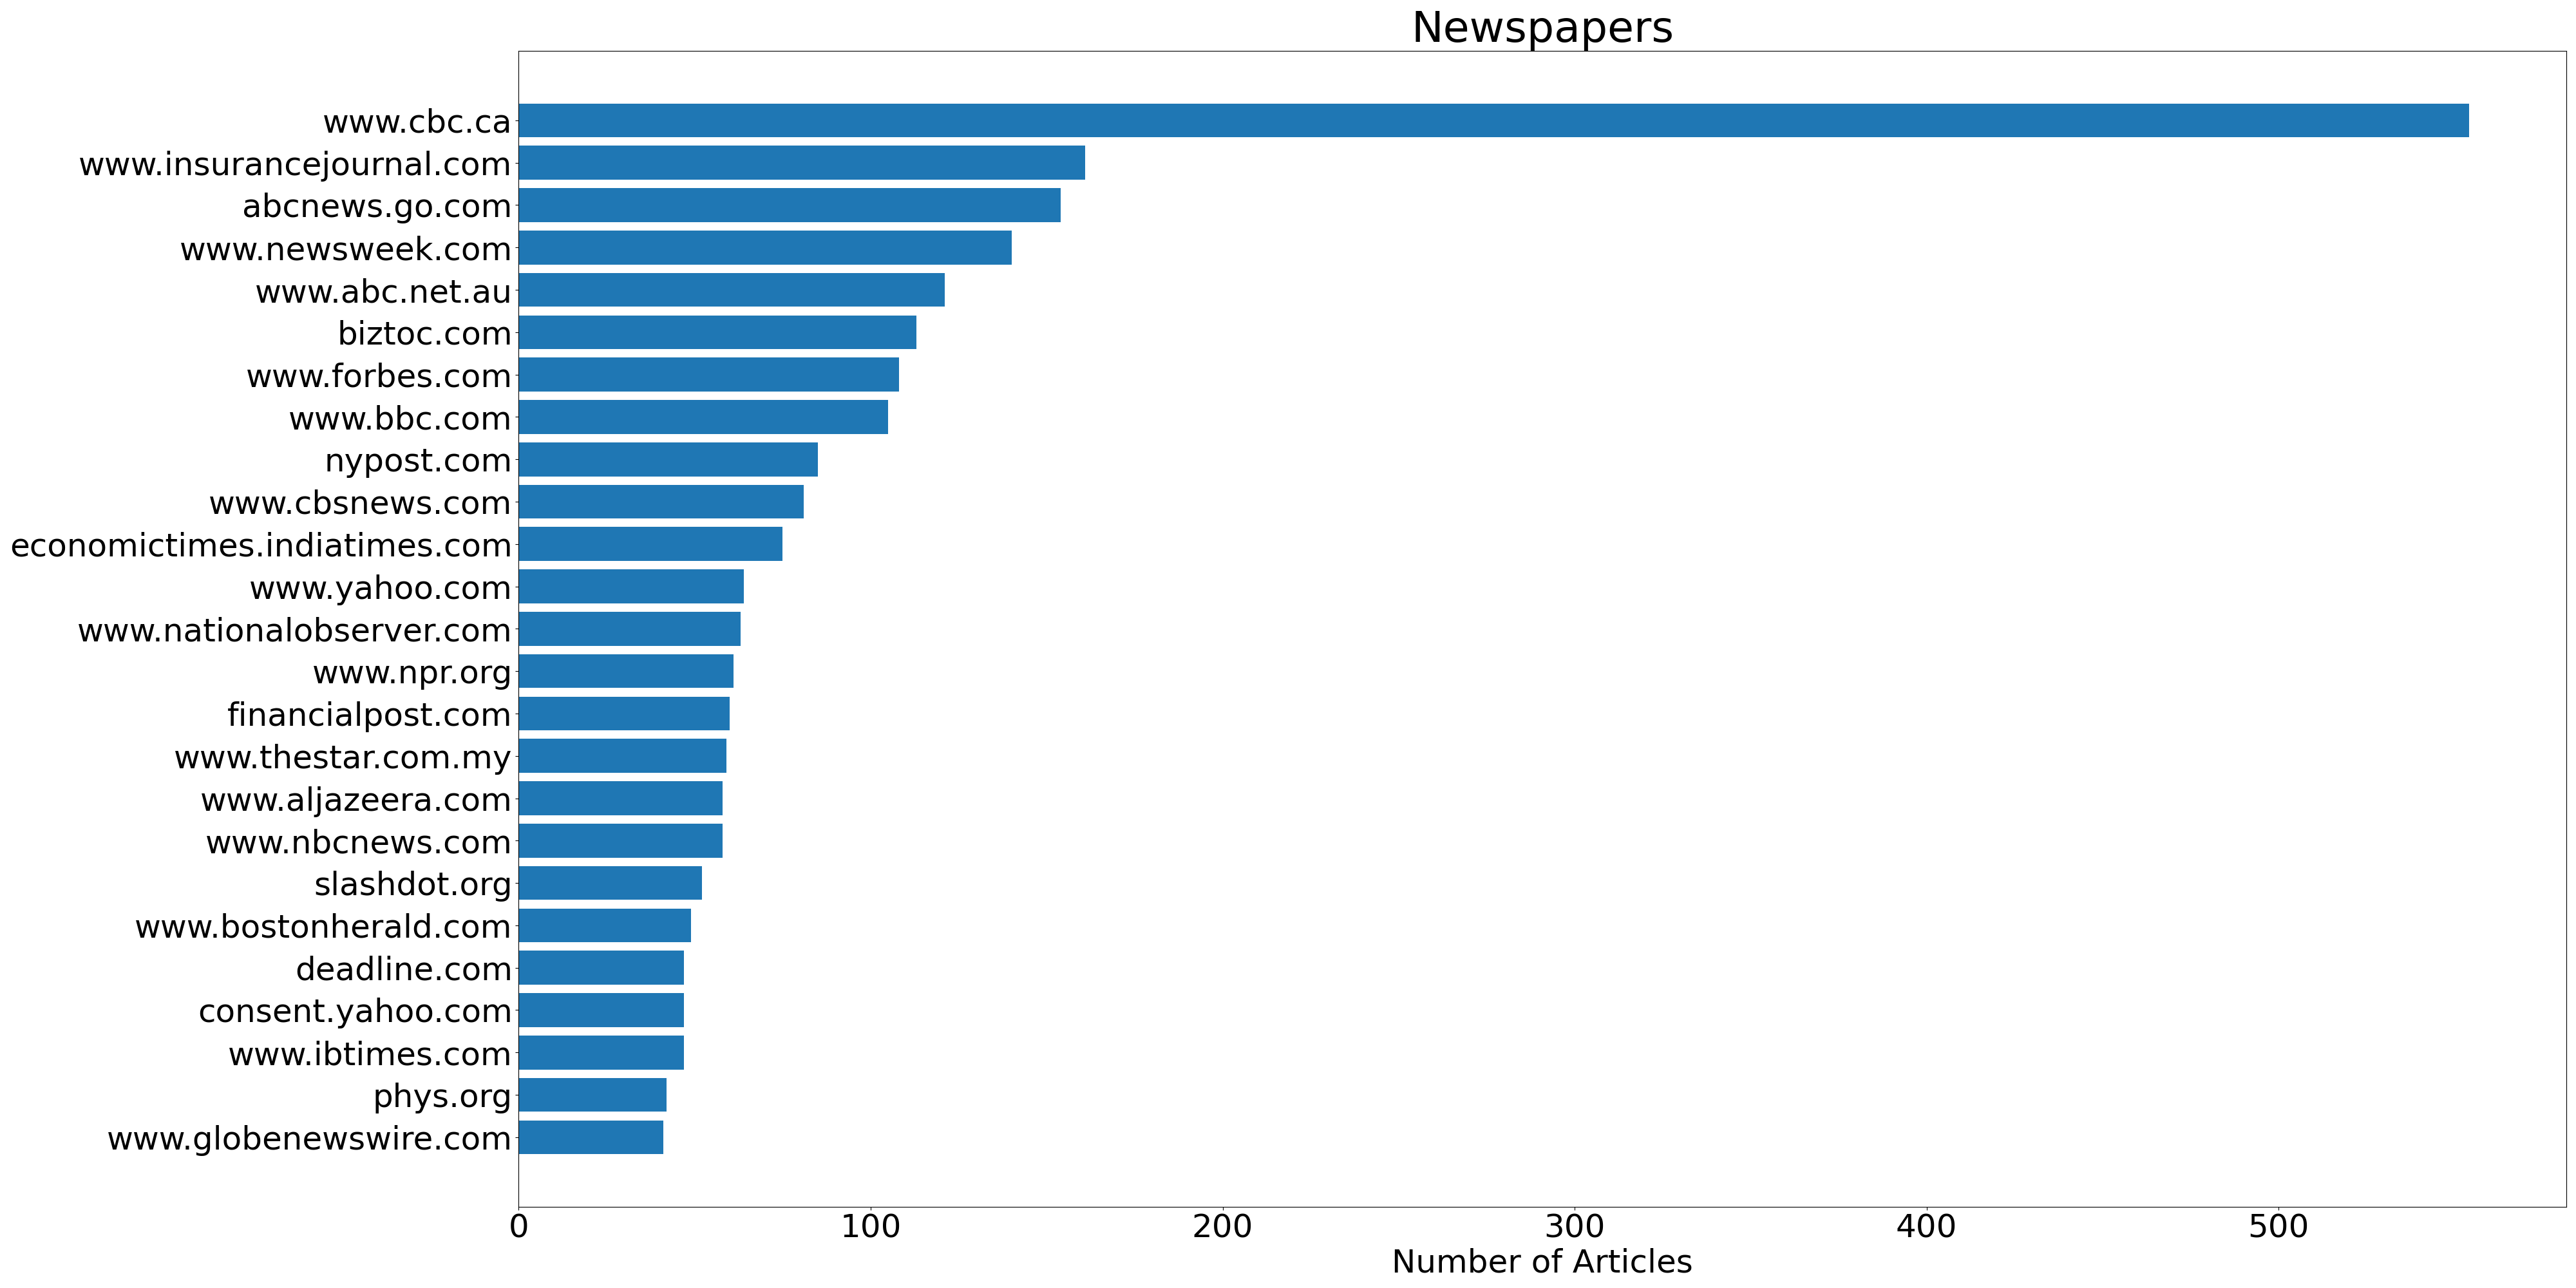 Newspapers
www.cbc.ca
www.insurancejournal.com
abcnews.go.com
www.newsweek.com
www.abc.net.au
biztoc.com
www.forbes.com
www.bbc.com
nypost.com
www.cbsnews.com
economictimes.indiatimes.com
www.yahoo.com
www.nationalobserver.com
www.npr.org
financialpost.com
www.thestar.com.my
www.aljazeera.com
www.nbcnews.com
slashdot.org
www.bostonherald.com
deadline.com
consent.yahoo.com
www.ibtimes.com
phys.org
www.globenewswire.com
0 100 200 300 400 500
Number of Articles